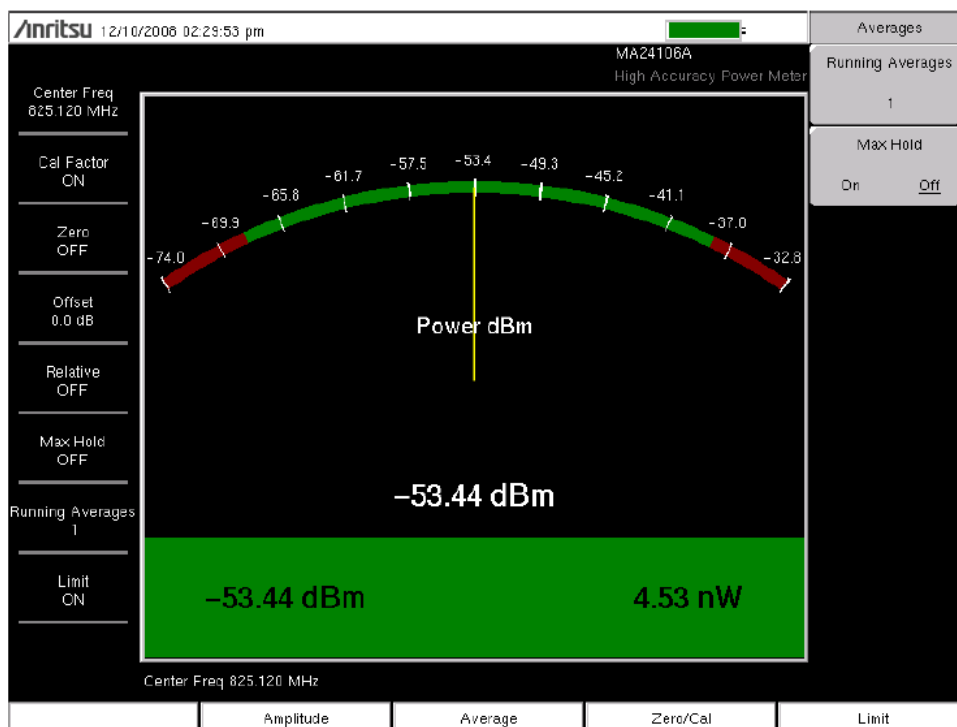 Anritsu 12/10/2008 02:29:53 pm
MA24106A
High Accuracy Power Meter
Center Freq
825.120 MHz
Cal Factor
ON
Zero
OFF
Offset
0.0 dB
Relative
OFF
Max Hold
OFF
Running Averages
1
Limit
ON
-74.0
-69.9
-65.8
-61.7
-57.5
-53.4
-49.3
-45.2
-41.1
-37.0
-32.8
Power dBm
-53.44 dBm
-53.44 dBm 4.53 nW
Center Freq 825.120 MHz
Averages
Running Averages
1
Max Hold
On Off
Amplitude Average Zero/Cal Limit